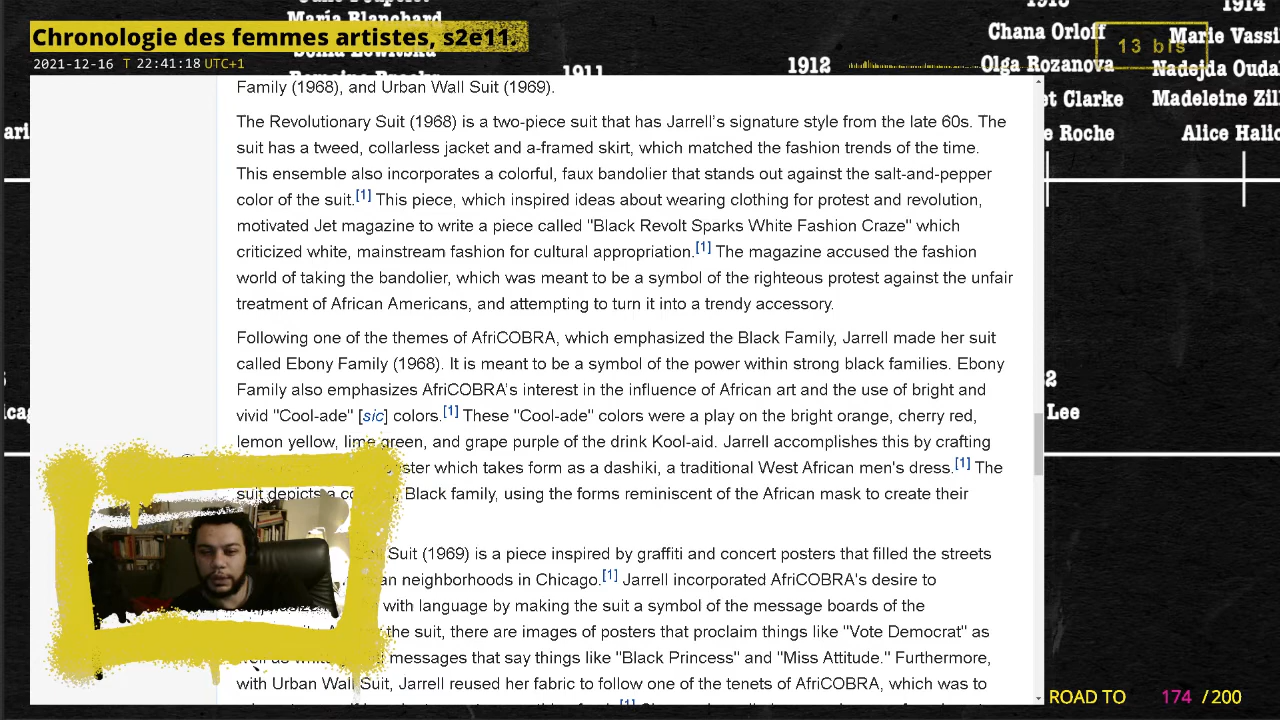 María Blanchard
Chronologie des femmes artistes, s2e11.
2021-12-16 T 22:41:18 UTC+1
1911
1912
1913
1914
Chana Orloff
Marie Vassil
13 bis
Olga Rozanova
Nadejda Ouda
et Clarke
Madeleine Zil
e Roche
Alice Halic
ari
Family (1968), and Urban Wall Suit (1969).
The Revolutionary Suit (1968) is a two-piece suit that has Jarrell's signature style from the late 60s. The
suit has a tweed, collarless jacket and a-framed skirt, which matched the fashion trends of the time.
This ensemble also incorporates a colorful, faux bandolier that stands out against the salt-and-pepper
color of the suit.[1] This piece, which inspired ideas about wearing clothing for protest and revolution,
motivated Jet magazine to write a piece called "Black Revolt Sparks White Fashion Craze" which
criticized white, mainstream fashion for cultural appropriation.[1] The magazine accused the fashion
world of taking the bandolier, which was meant to be a symbol of the righteous protest against the unfair
treatment of African Americans, and attempting to turn it into a trendy accessory.
Following one of the themes of AfriCOBRA, which emphasized the Black Family, Jarrell made her suit
called Ebony Family (1968). It is meant to be a symbol of the power within strong black families. Ebony
Family also emphasizes AfriCOBRA's interest in the influence of African art and the use of bright and
vivid "Cool-ade" [sic] colors.[1] These "Cool-ade" colors were a play on the bright orange, cherry red,
lemon yellow, lime green, and grape purple of the drink Kool-aid. Jarrell accomplishes this by crafting
ster which takes form as a dashiki, a traditional West African men's dress.[1] The
suit depicts a Black family, using the forms reminiscent of the African mask to create their
Suit (1969) is a piece inspired by graffiti and concert posters that filled the streets
an neighborhoods in Chicago.[1] Jarrell incorporated AfriCOBRA's desire to
with language by making the suit a symbol of the message boards of the
the suit, there are images of posters that proclaim things like "Vote Democrat" as
messages that say things like "Black Princess" and "Miss Attitude." Furthermore,
with Urban Wall Suit, Jarrell reused her fabric to follow one of the tenets of AfriCOBRA, which was to
[1]
2
Lee
icag
ROAD TO 174 / 200